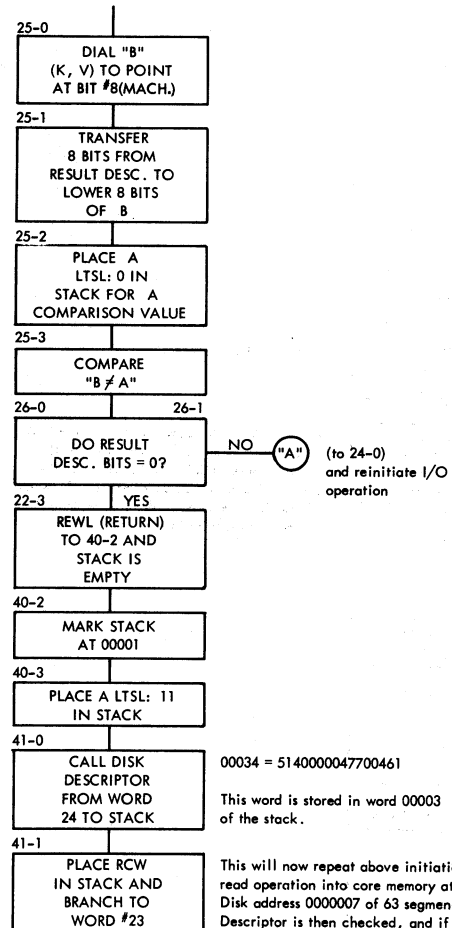 25-0
DIAL "B"
(K, V) TO POINT
AT BIT #8(MACH.)
25-1
TRANSFER
8 BITS FROM
RESULT DESC. TO
LOWER 8 BITS
OF B
25-2
PLACE A
LTSL: 0 IN
STACK FOR A
COMPARISON VALUE
25-3
COMPARE
"B ≠ A"
26-0 26-1
DO RESULT
DESC. BITS = 0?
NO
"A"
(to 24-0)
and reinitiate I/O
operation
22-3 YES
REWL (RETURN)
TO 40-2 AND
STACK IS
EMPTY
40-2
MARK STACK
AT 00001
40-3
PLACE A LTSL: 11
IN STACK
41-0
CALL DISK
DESCRIPTOR
FROM WORD
24 TO STACK
00034 = 5140000047700461
This word is stored in word 00003
of the stack.
41-1
PLACE RCW
IN STACK AND
BRANCH TO
WORD #23
This will now repeat above initiati
read operation into core memory at
Disk address 0000007 of 63 segmen
Descriptor is then checked, and if